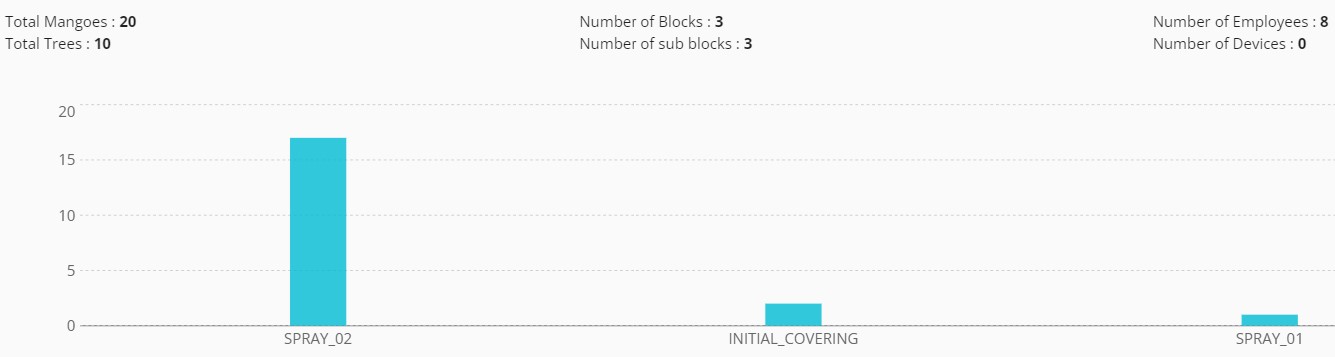 Total Mangoes : 20
Number of Blocks : 3
Number of Employees : 8
Total Trees : 10
Number of sub blocks : 3
Number of Devices : 0
20
15
10
5
0
SPRAY_02
INITIAL_COVERING
SPRAY_01